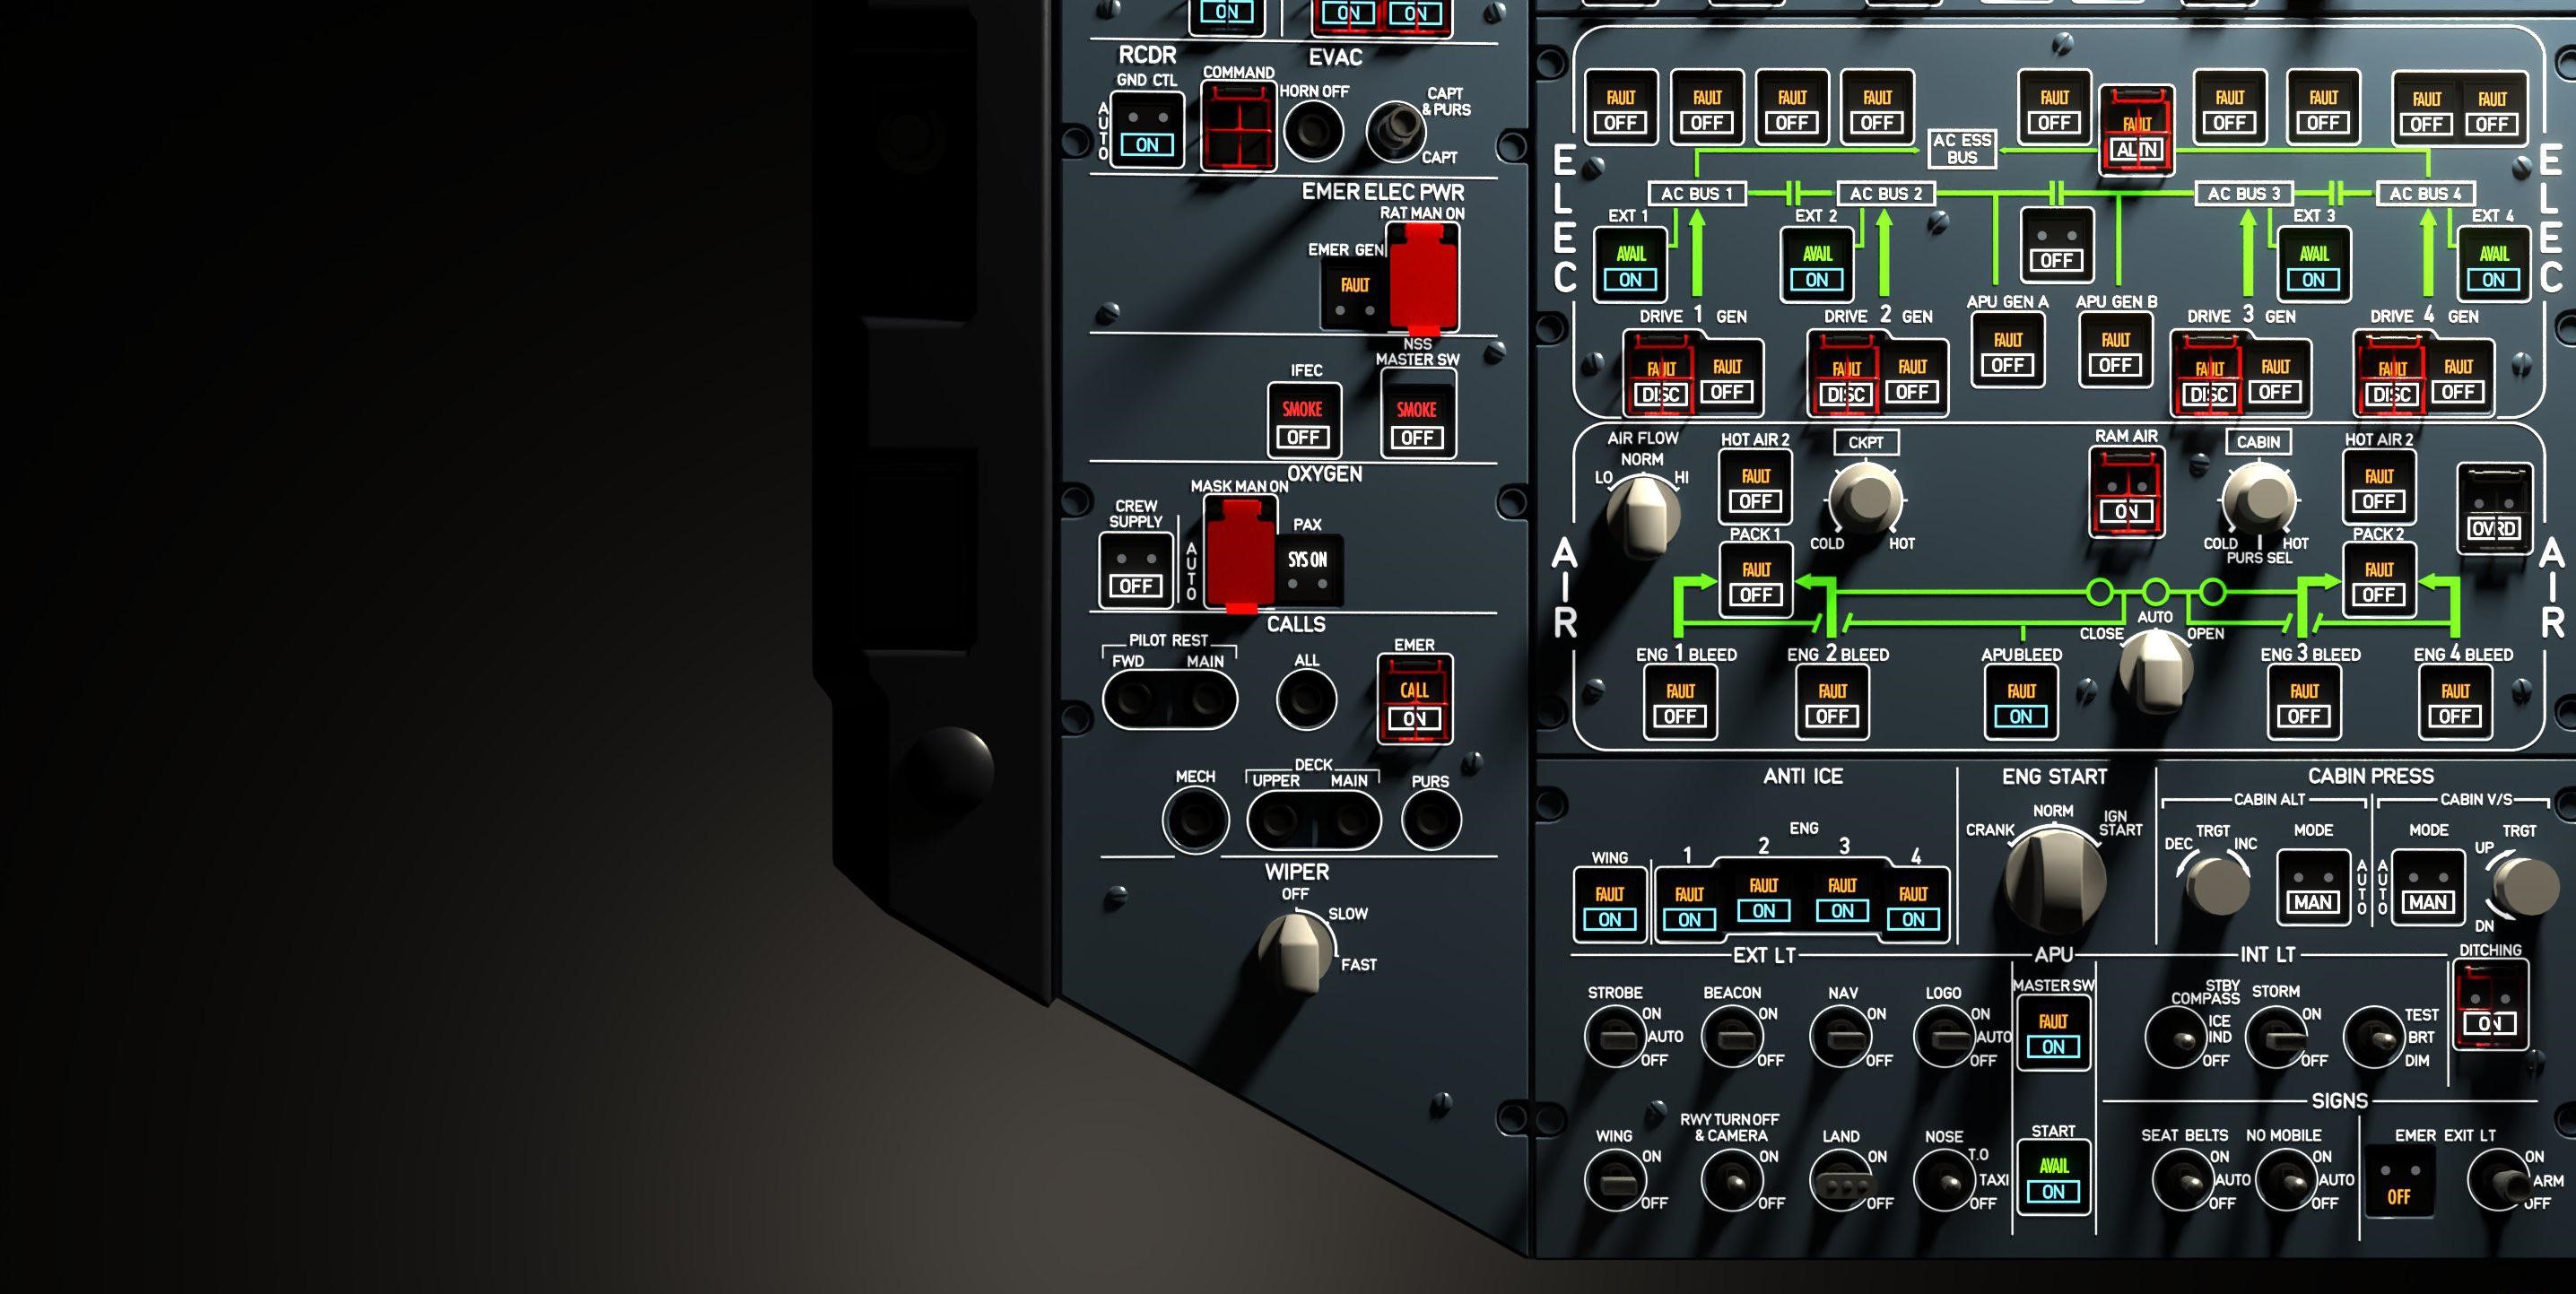 ON
ON ON
RCDR
EVAC
GND CTL
COMMAND
HORN OFF
CAPT
& PURS
AUTO
ON
CAPT
EMER ELEC PWR
RAT MAN ON
EMER GEN
FAULT
NSS
MASTER SW
IFEC
SMOKE
OFF
SMOKE
OFF
OXYGEN
MASK MAN ON
CREW
SUPPLY
PAX
AUTO
SYS ON
OFF
CALLS
PILOT REST
FWD MAIN
ALL
EMER
CALL
ON
MECH
DECK
UPPER MAIN
PURS
WIPER
OFF
SLOW
FAST
ELEC
ELEC
FAULT FAULT FAULT FAULT FAULT FAULT FAULT FAULT FAULT FAULT
OFF OFF OFF OFF OFF ALTN OFF OFF OFF OFF
AC ESS
BUS
AC BUS 1 AC BUS 2 AC BUS 3 AC BUS 4
EXT 1 EXT 2 EXT 3 EXT 4
AVAIL AVAIL AVAIL AVAIL
ON ON OFF ON ON
APU GEN A APU GEN B
DRIVE 1 GEN DRIVE 2 GEN DRIVE 3 GEN DRIVE 4 GEN
FAULT FAULT FAULT FAULT FAULT FAULT FAULT FAULT FAULT FAULT
DISC OFF DISC OFF OFF OFF DISC OFF DISC OFF
AIR
AIR
AIR FLOW
LO NORM HI
HOT AIR 2
FAULT
OFF
CKPT
COLD HOT
RAM AIR
ON
CABIN
COLD HOT
PURS SEL
HOT AIR 2
FAULT
OFF
OVRD
PACK 1
FAULT
OFF
PACK 2
FAULT
OFF
CLOSE AUTO OPEN
ENG 1 BLEED ENG 2 BLEED APU BLEED ENG 3 BLEED ENG 4 BLEED
FAULT FAULT FAULT FAULT FAULT
OFF OFF ON OFF OFF
ANTI ICE
ENG START
CABIN PRESS
CABIN ALT CABIN V/S
ENG
WING 1 2 3 4
FAULT FAULT FAULT FAULT FAULT
ON ON ON ON ON
CRANK NORM IGN
START
TRGT
DEC INC
MODE
MAN
AUTO
AUTO
MODE
MAN
TRGT
UP
DN
EXT LT
APU
INT LT
DITCHING
ON
STROBE
ON
AUTO
OFF
BEACON
ON
OFF
NAV
ON
OFF
LOGO
ON
AUTO
OFF
MASTER SW
FAULT
ON
STBY
COMPASS
ICE
IND
OFF
STORM
ON
OFF
TEST
BRT
DIM
SIGNS
WING
ON
OFF
RWY TURN OFF
& CAMERA
ON
OFF
LAND
ON
OFF
NOSE
T.O
TAXI
OFF
START
AVAIL
ON
SEAT BELTS
ON
AUTO
OFF
NO MOBILE
ON
AUTO
OFF
EMER EXIT LT
OFF
ON
ARM
OFF